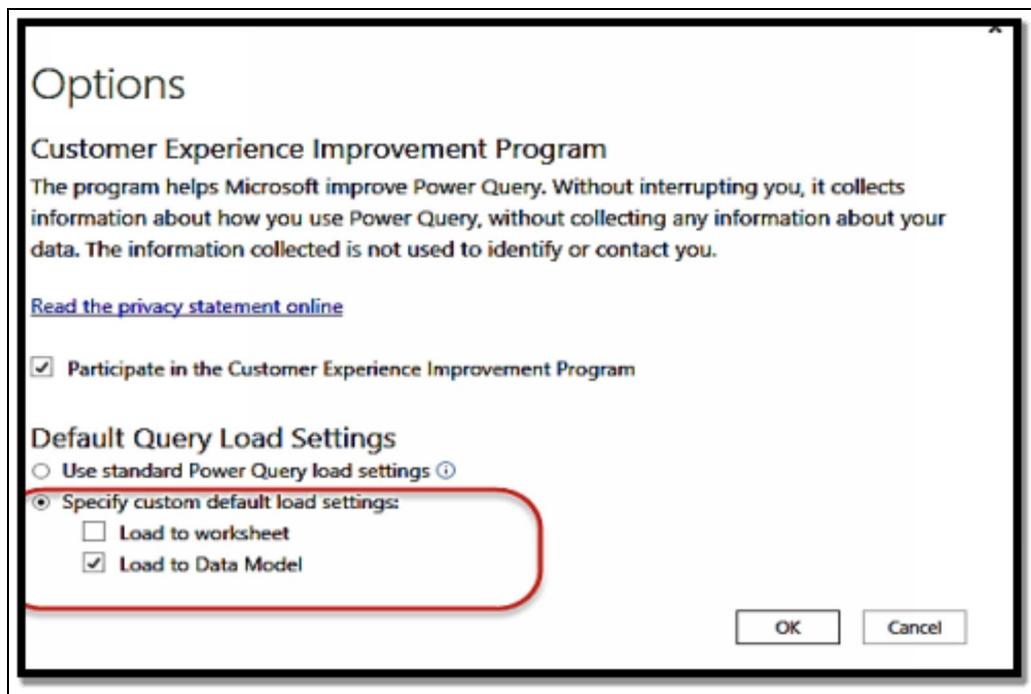 Options
Customer Experience Improvement Program
The program helps Microsoft improve Power Query. Without interrupting you, it collects
information about how you use Power Query, without collecting any information about your
data. The information collected is not used to identify or contact you.
Read the privacy statement online
Participate in the Customer Experience Improvement Program
Default Query Load Settings
Use standard Power Query load settings
Specify custom default load settings:
Load to worksheet
Load to Data Model
OK Cancel